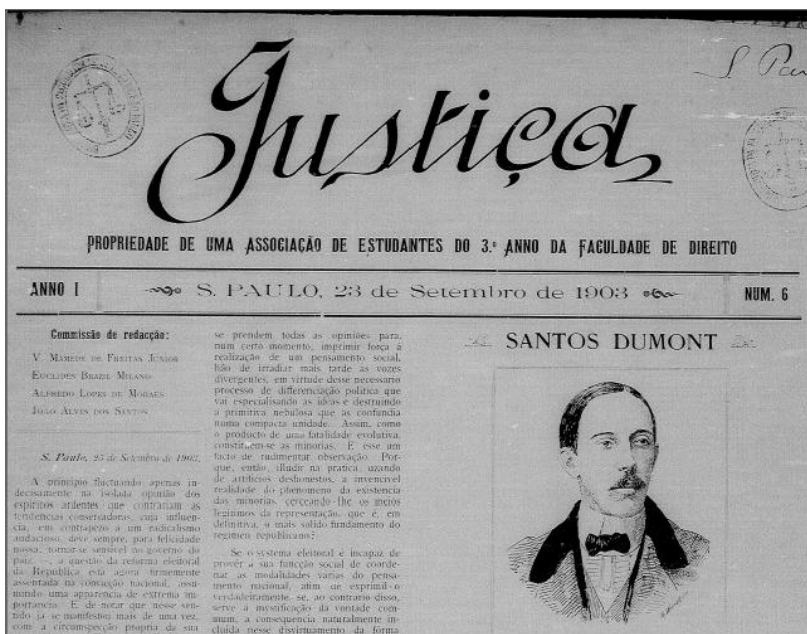 S. Pau
Justiça
PROPRIEDADE DE UMA ASSOCIAÇÃO DE ESTUDANTES DO 3.º ANNO DA FACULDADE DE DIREITO
ANNO I
S. PAULO, 23 de Setembro de 1903
NUM. 6
Commissão de redacção:
V. MAMEDE DE FREITAS JUNIOR
EUCLIDES BRAZIL MILANO
ALFREDO LOPES DE MORAES
JOÃO ALVES DOS SANTOS
S. Paulo, 23 de Setembro de 1903.
A principio fluctuando apenas in-
decisamente na isolada opinião dos
espiritos ardentes que contrariam as
tendencias conservadoras, cuja influen-
cia, em contrapezo a um radicalismo
audacioso, deve sempre, para felicidade
nossa, tornar-se sensivel no governo do
paiz —, a questão da reforma eleitoral
da Republica está agora firmemente
assentada na convicção nacional, assu-
mindo uma apparencia de extrema im-
portancia. E de notar que nesse sen-
tido já se manifestou mais de uma vez,
com a circumspecção propria da sua
se prendem todas as opiniões para,
num certo momento, imprimir força á
realização de um pensamento social,
hão de irradiar mais tarde as vozes
divergentes, em virtude desse necessario
processo de differenciação politica que
vai especialisando as idéas e destruindo
a primitiva nebulosa que as confundia
numa compacta unidade. Assim, como
o producto de uma fatalidade evolutiva,
constituem-se as minorias. E esse um
facto de rudimentar observação. Por-
que, então, illudir na pratica, uzando
de artificios deshonestos, a invencivel
realidade do phenomeno da existencia
das minorias, cerceando-lhe os meios
legitimos da representação, que é, em
definitiva, o mais solido fundamento do
regimen republicano?
Se o systema eleitoral é incapaz de
provêr a sua funcção social de coorde-
nar as modalidades varias do pensa-
mento nacional, afim de exprimil-o
verdadeiramente, se, ao contrario disso,
serve a mystificação da vontade com-
mum, a consequencia naturalmente in-
cluida nesse disvirtuamento da fórma
SANTOS DUMONT